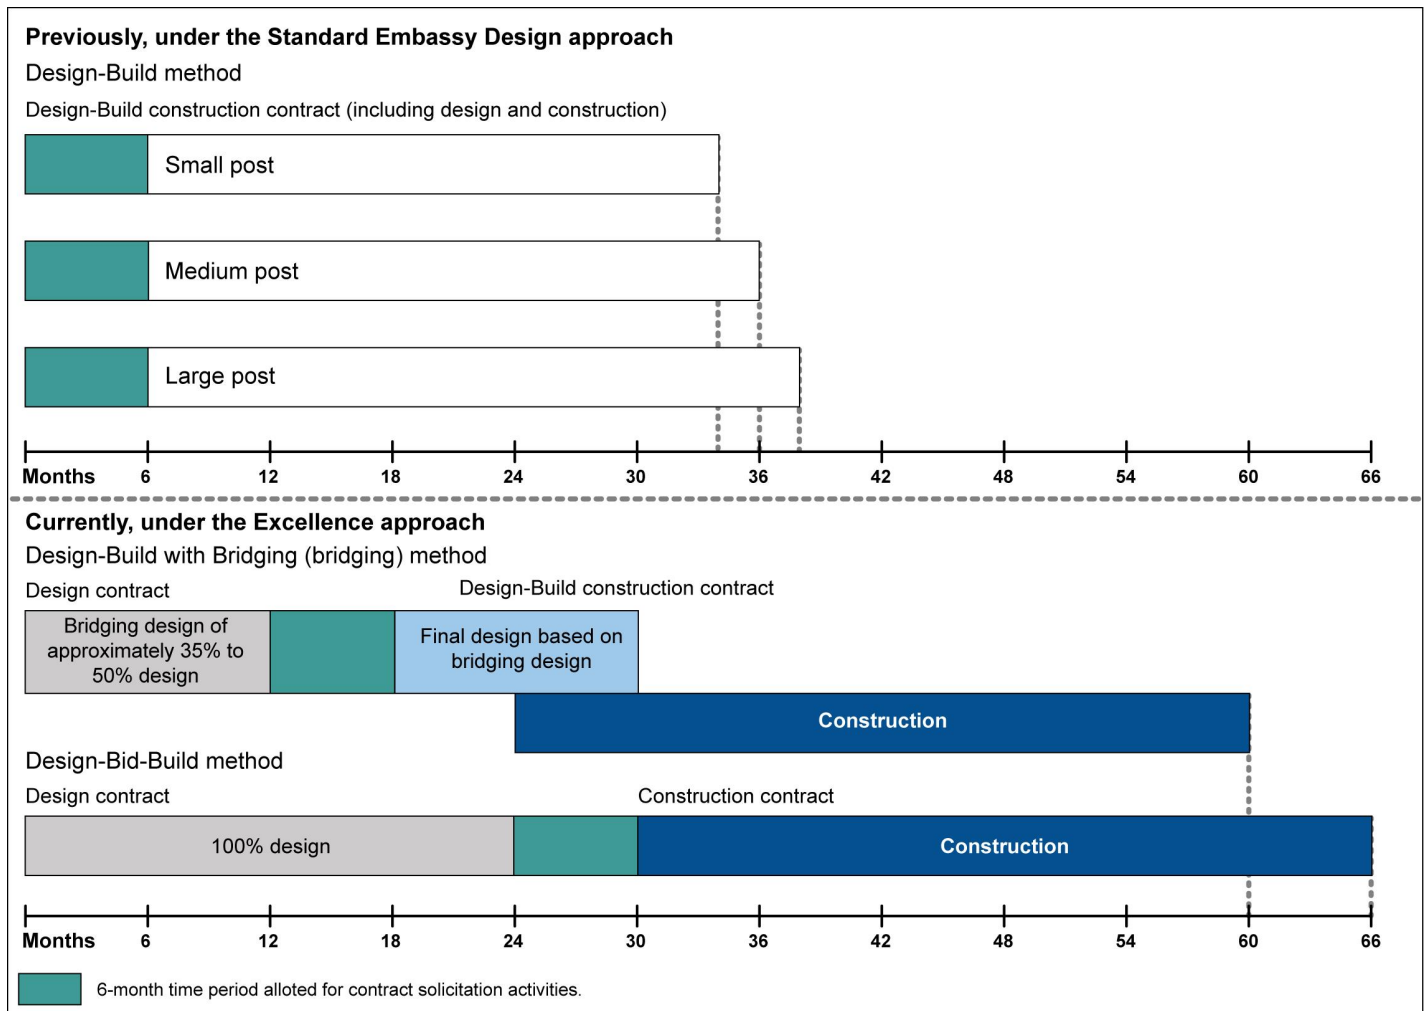 Previously, under the Standard Embassy Design approach
Design-Build method
Design-Build construction contract (including design and construction)
Small post
Medium post
Large post
Months 6 12 18 24 30 36 42 48 54 60 66
Currently, under the Excellence approach
Design-Build with Bridging (bridging) method
Design contract
Design-Build construction contract
Bridging design of
approximately 35% to
50% design
Final design based on
bridging design
Construction
Design-Bid-Build method
Design contract
Construction contract
100% design
Construction
Months 6 12 18 24 30 36 42 48 54 60 66
6-month time period alloted for contract solicitation activities.